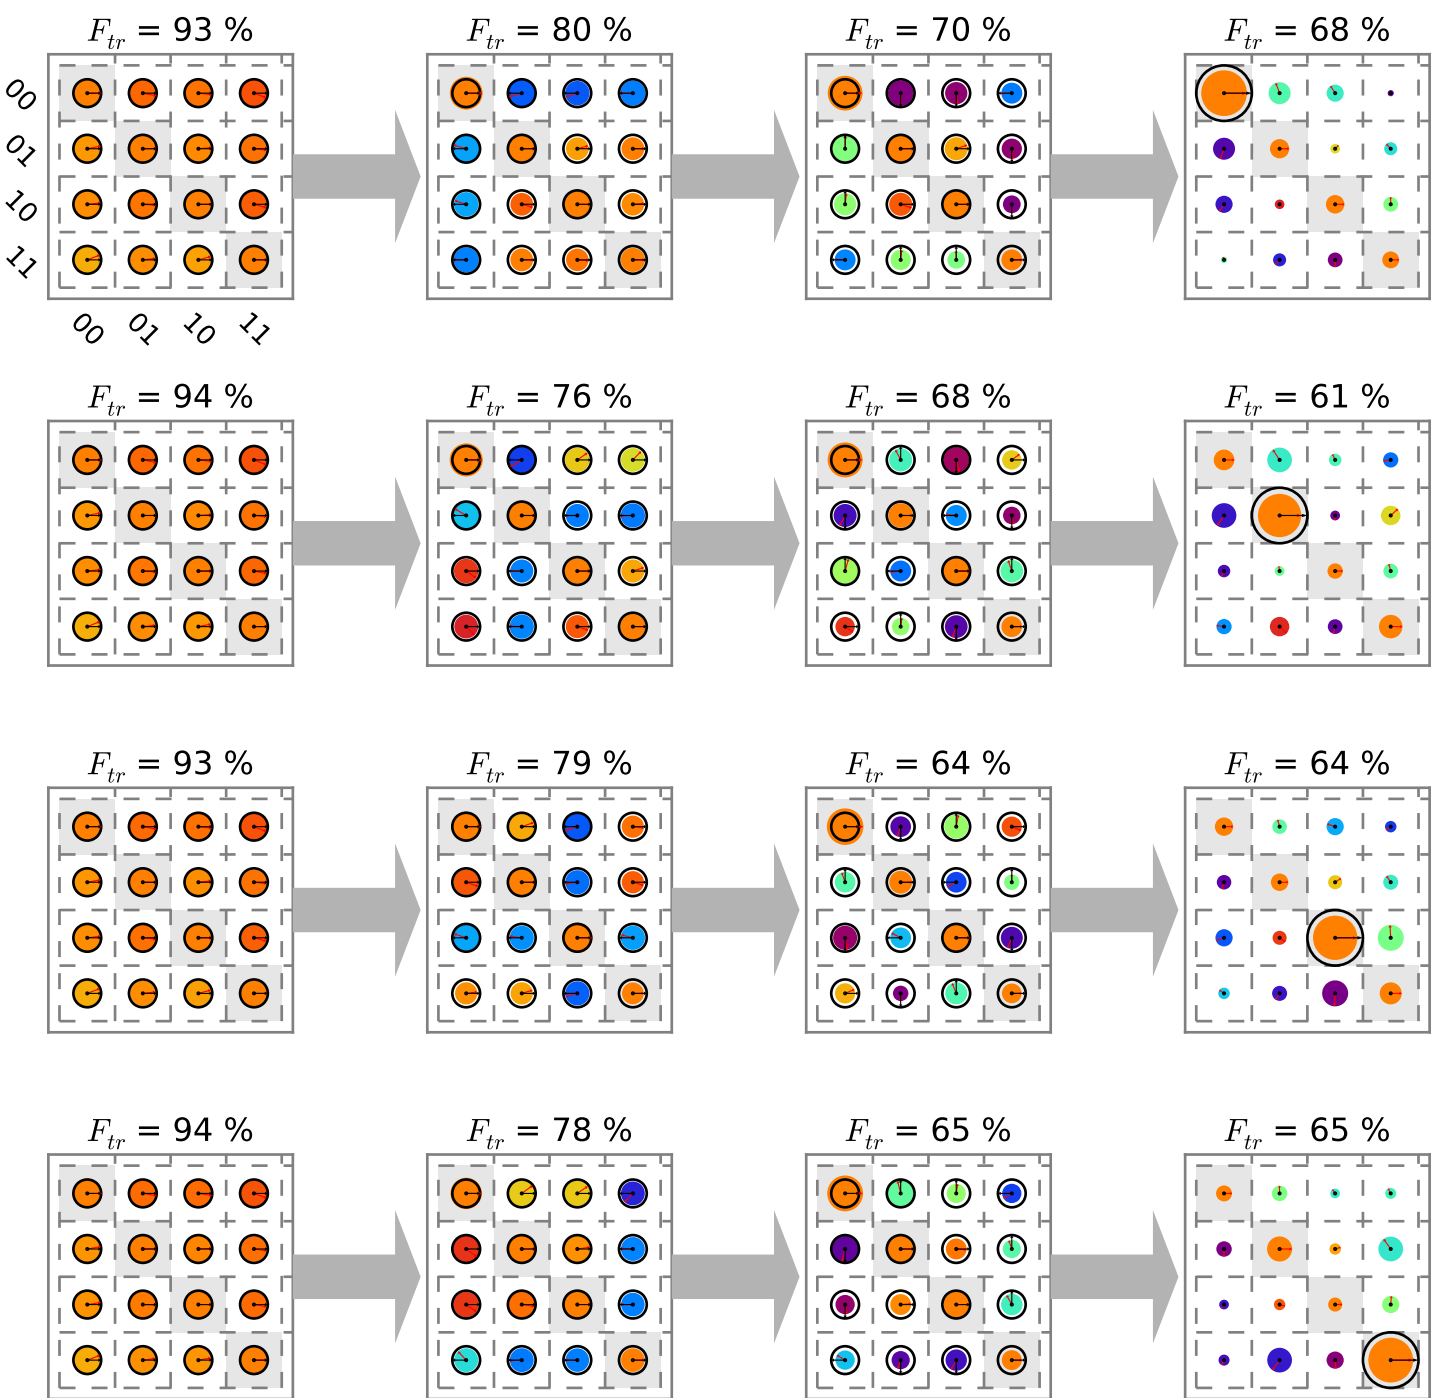 F_tr = 93 % F_tr = 80 % F_tr = 70 % F_tr = 68 %
00
01
10
11
00 01 10 11
F_tr = 94 % F_tr = 76 % F_tr = 68 % F_tr = 61 %
F_tr = 93 % F_tr = 79 % F_tr = 64 % F_tr = 64 %
F_tr = 94 % F_tr = 78 % F_tr = 65 % F_tr = 65 %